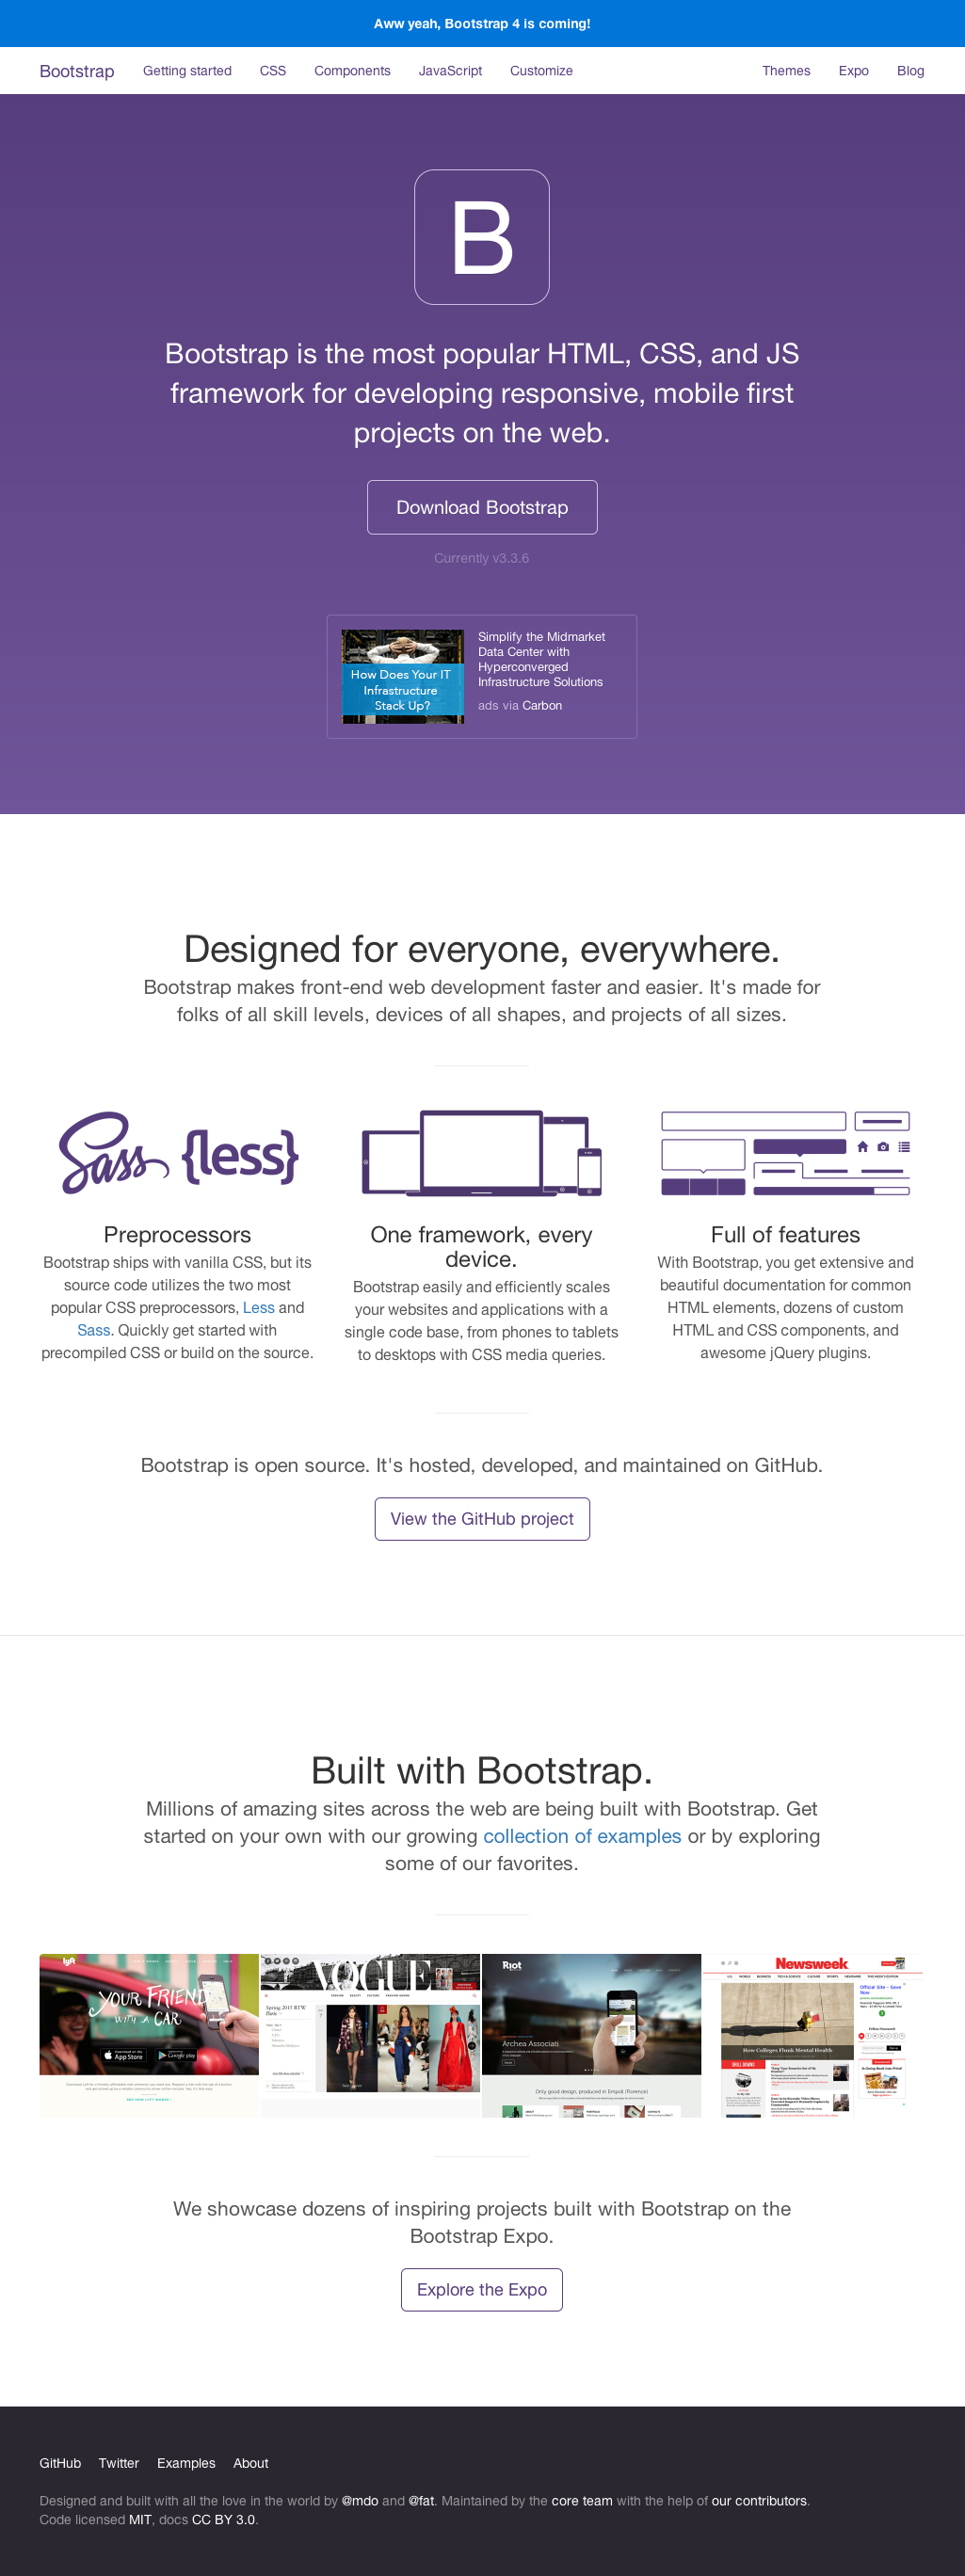 Aww yeah, Bootstrap 4 is coming!
Bootstrap Getting started CSS Components JavaScript Customize Themes Expo Blog
B
Bootstrap is the most popular HTML, CSS, and JS
framework for developing responsive, mobile first
projects on the web.
Download Bootstrap
Currently v3.3.6
How Does Your IT
Infrastructure
Stack Up?
Simplify the Midmarket
Data Center with
Hyperconverged
Infrastructure Solutions
ads via Carbon
Designed for everyone, everywhere.
Bootstrap makes front-end web development faster and easier. It's made for
folks of all skill levels, devices of all shapes, and projects of all sizes.
Sass {less}
Preprocessors
Bootstrap ships with vanilla CSS, but its
source code utilizes the two most
popular CSS preprocessors, Less and
Sass. Quickly get started with
precompiled CSS or build on the source.
One framework, every
device.
Bootstrap easily and efficiently scales
your websites and applications with a
single code base, from phones to tablets
to desktops with CSS media queries.
Full of features
With Bootstrap, you get extensive and
beautiful documentation for common
HTML elements, dozens of custom
HTML and CSS components, and
awesome jQuery plugins.
Bootstrap is open source. It's hosted, developed, and maintained on GitHub.
View the GitHub project
Built with Bootstrap.
Millions of amazing sites across the web are being built with Bootstrap. Get
started on your own with our growing collection of examples or by exploring
some of our favorites.
lyft
YOUR FRIEND
WITH A CAR
App Store
Google play
VOGUE
Spring 2015 RTW
Riot
Archea Associati
Only good design, produced in Empoli (Florence)
Newsweek
How Colleges Flunk Mental Health
We showcase dozens of inspiring projects built with Bootstrap on the
Bootstrap Expo.
Explore the Expo
GitHub Twitter Examples About
Designed and built with all the love in the world by @mdo and @fat. Maintained by the core team with the help of our contributors.
Code licensed MIT, docs CC BY 3.0.